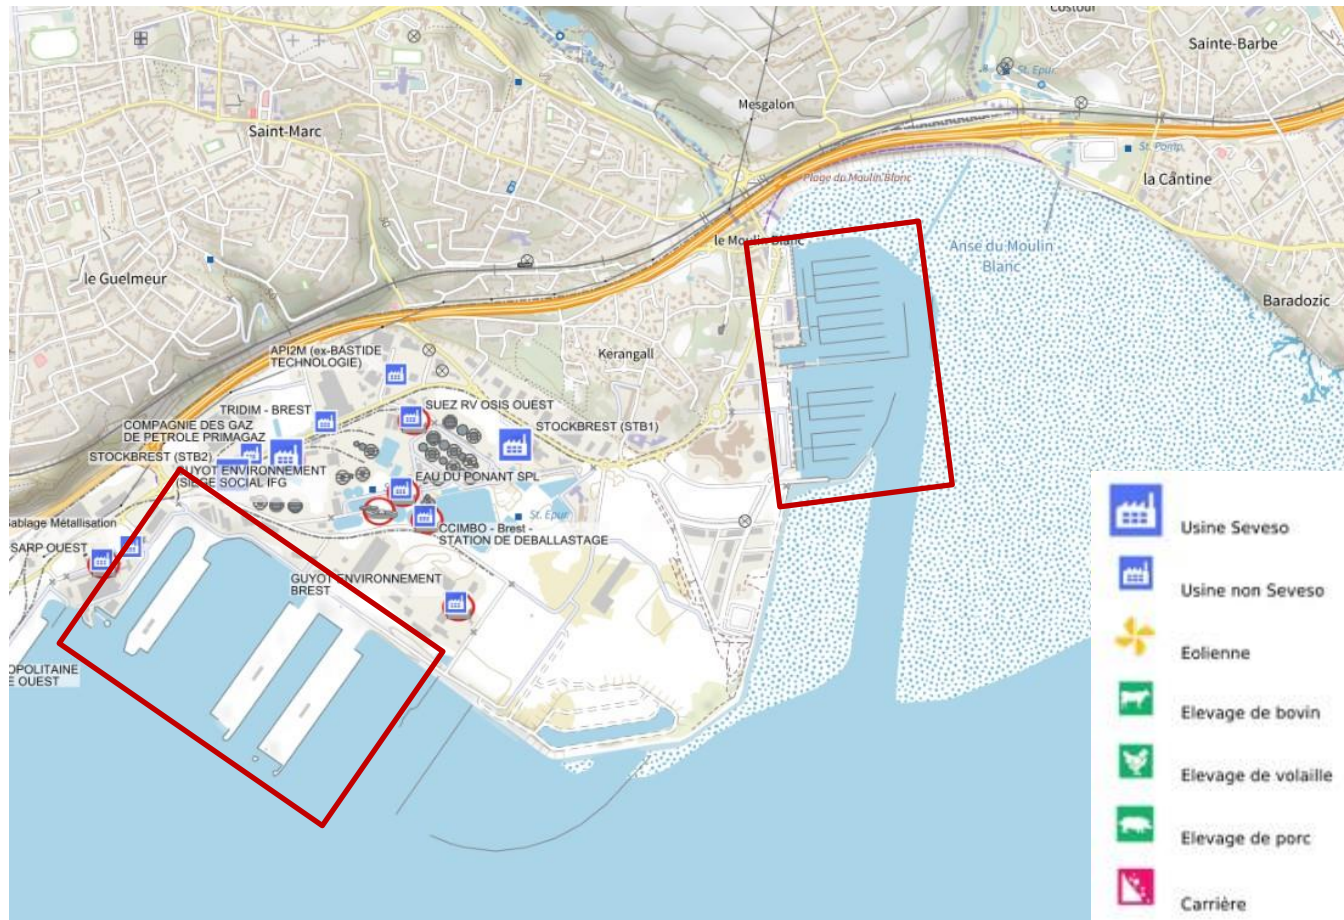 Costour
Sainte-Barbe
St. Epur.
Mesgalon
Saint-Marc
St. Pomp.
Plage du Moulin Blanc
la Cantine
le Moulin Blanc
Anse du Moulin
Blanc
le Guelmeur
Baradozic
API2M (ex-BASTIDE
TECHNOLOGIE)
Kerangall
TRIDIM - BREST
SUEZ RV OSIS OUEST
COMPAGNIE DES GAZ
DE PETROLE PRIMAGAZ
STOCKBREST (STB1)
STOCKBREST (STB2)
GUYOT ENVIRONNEMENT
(SIEGE SOCIAL IFG
EAU DU PONANT SPL
St. Epur.
Sablage Métallisation
CCIMBO - Brest -
STATION DE DEBALLASTAGE
SARP OUEST
GUYOT ENVIRONNEMENT
BREST
OPOLITAINE
E OUEST
Usine Seveso
Usine non Seveso
Eolienne
Elevage de bovin
Elevage de volaille
Elevage de porc
Carrière